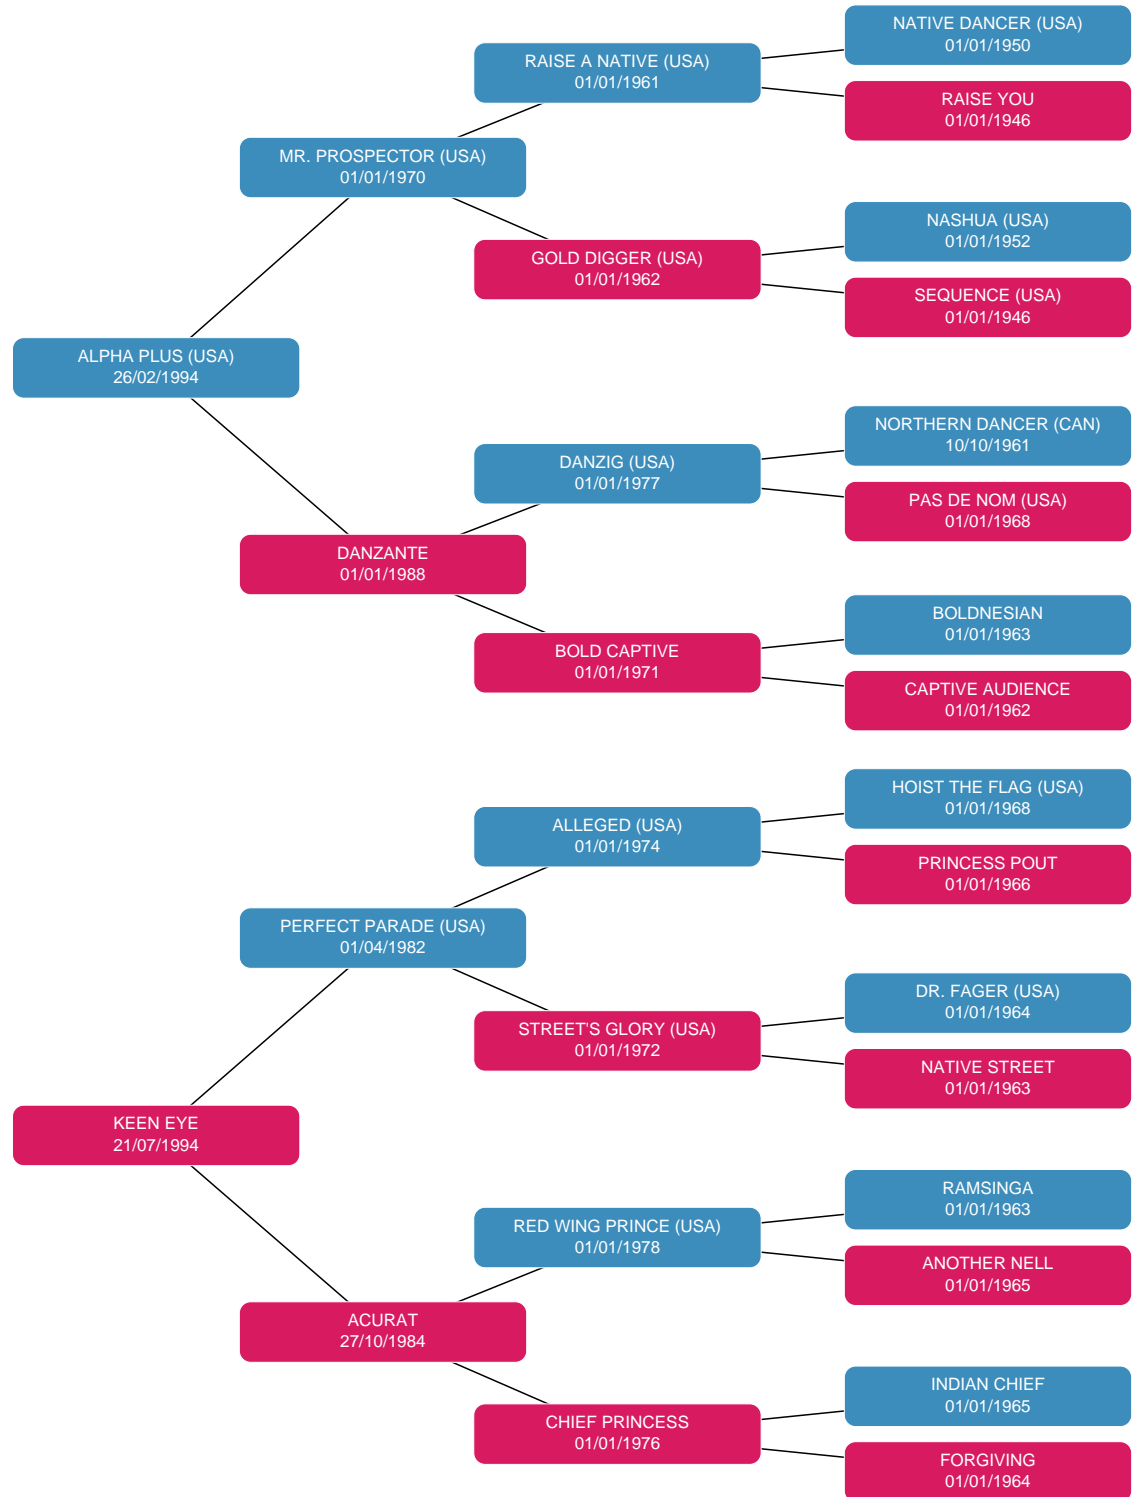 NATIVE DANCER (USA)
01/01/1950
RAISE A NATIVE (USA)
01/01/1961
RAISE YOU
01/01/1946
MR. PROSPECTOR (USA)
01/01/1970
NASHUA (USA)
01/01/1952
GOLD DIGGER (USA)
01/01/1962
SEQUENCE (USA)
01/01/1946
ALPHA PLUS (USA)
26/02/1994
NORTHERN DANCER (CAN)
10/10/1961
DANZIG (USA)
01/01/1977
PAS DE NOM (USA)
01/01/1968
DANZANTE
01/01/1988
BOLDNESIAN
01/01/1963
BOLD CAPTIVE
01/01/1971
CAPTIVE AUDIENCE
01/01/1962
HOIST THE FLAG (USA)
01/01/1968
ALLEGED (USA)
01/01/1974
PRINCESS POUT
01/01/1966
PERFECT PARADE (USA)
01/04/1982
DR. FAGER (USA)
01/01/1964
STREET'S GLORY (USA)
01/01/1972
NATIVE STREET
01/01/1963
KEEN EYE
21/07/1994
RAMSINGA
01/01/1963
RED WING PRINCE (USA)
01/01/1978
ANOTHER NELL
01/01/1965
ACURAT
27/10/1984
INDIAN CHIEF
01/01/1965
CHIEF PRINCESS
01/01/1976
FORGIVING
01/01/1964